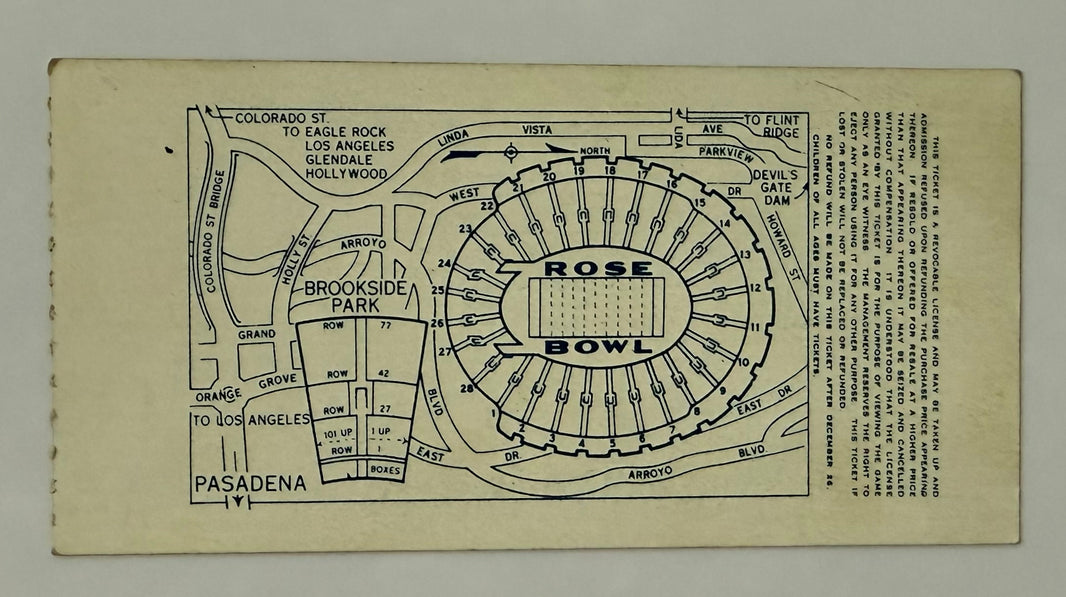 COLORADO ST.
TO EAGLE ROCK
LOS ANGELES
GLENDALE
HOLLYWOOD
LINDA VISTA AVE
LIDA
TO FLINT
RIDGE
PARKVIEW
DEVIL'S
GATE
DAM
NORTH
WEST DR
HOWARD ST
COLORADO ST BRIDGE
HOLLY ST.
ARROYO
BROOKSIDE
PARK
GRAND
ORANGE GROVE
TO LOS ANGELES
PASADENA
ROW 77
ROW 42
ROW 27
101 UP 1 UP
ROW 1
BOXES
BLVD
EAST DR.
ARROYO BLVD.
EAST DR
ROSE
BOWL
21 20 19 18 17 16
22 15
23 14
24 13
25 12
26 11
27 10
28 9
1 2 3 4 5 6 7 8
THIS TICKET IS A REVOCABLE LICENSE AND MAY BE TAKEN UP AND
ADMISSION REFUSED UPON REFUNDING THE PURCHASE PRICE APPEARING
THEREON. IF RESOLD OR OFFERED FOR RESALE AT A HIGHER PRICE
THAN THAT APPEARING THEREON IT MAY BE SEIZED AND CANCELLED
WITHOUT COMPENSATION. IT IS UNDERSTOOD THAT THE LICENSE
GRANTED BY THIS TICKET IS FOR THE PURPOSE OF VIEWING THE GAME
ONLY AS AN EYE WITNESS. THE MANAGEMENT RESERVES THE RIGHT TO
EJECT ANY PERSON USING IT FOR ANY OTHER PURPOSE. THIS TICKET IF
LOST OR STOLEN WILL NOT BE REPLACED OR REFUNDED.
NO REFUND WILL BE MADE ON THIS TICKET AFTER DECEMBER 26.
CHILDREN OF ALL AGES MUST HAVE TICKETS.